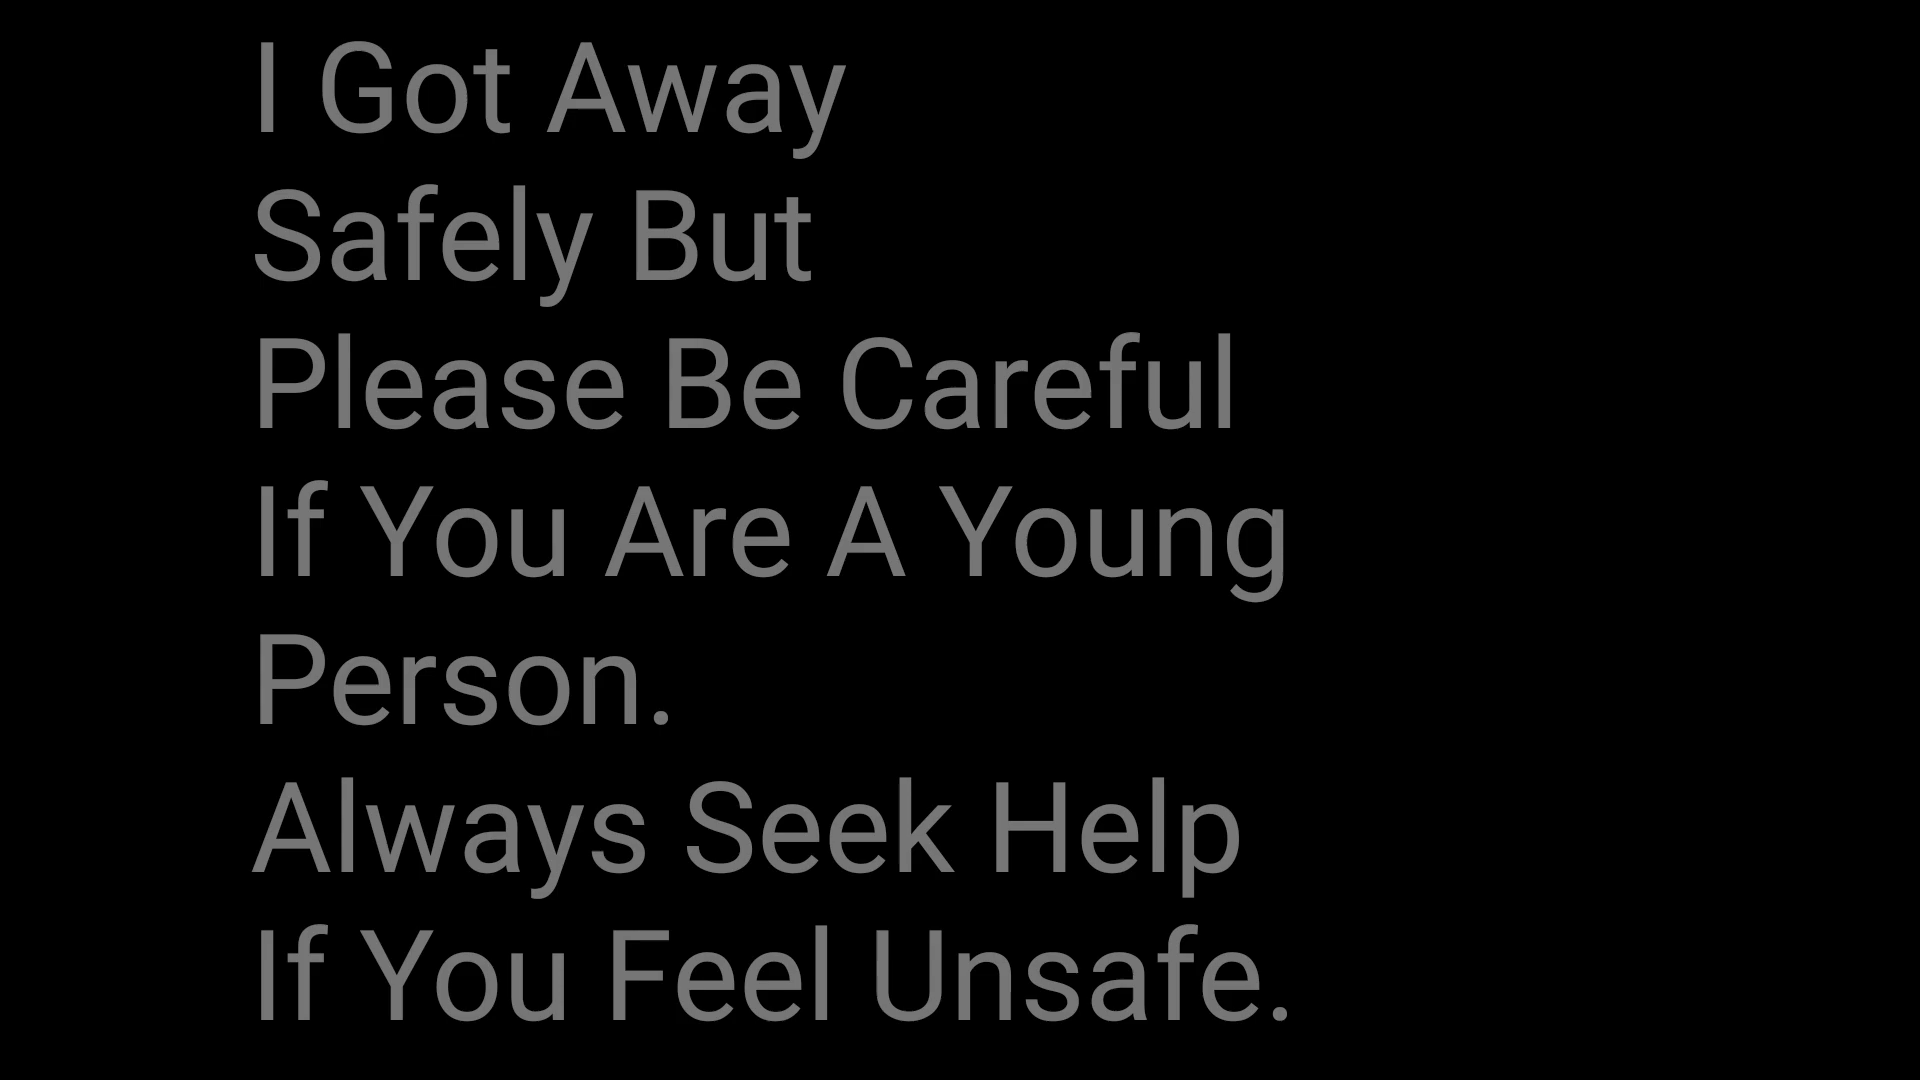 I Got Away
Safely But
Please Be Careful
If You Are A Young
Person.
Always Seek Help
If You Feel Unsafe.